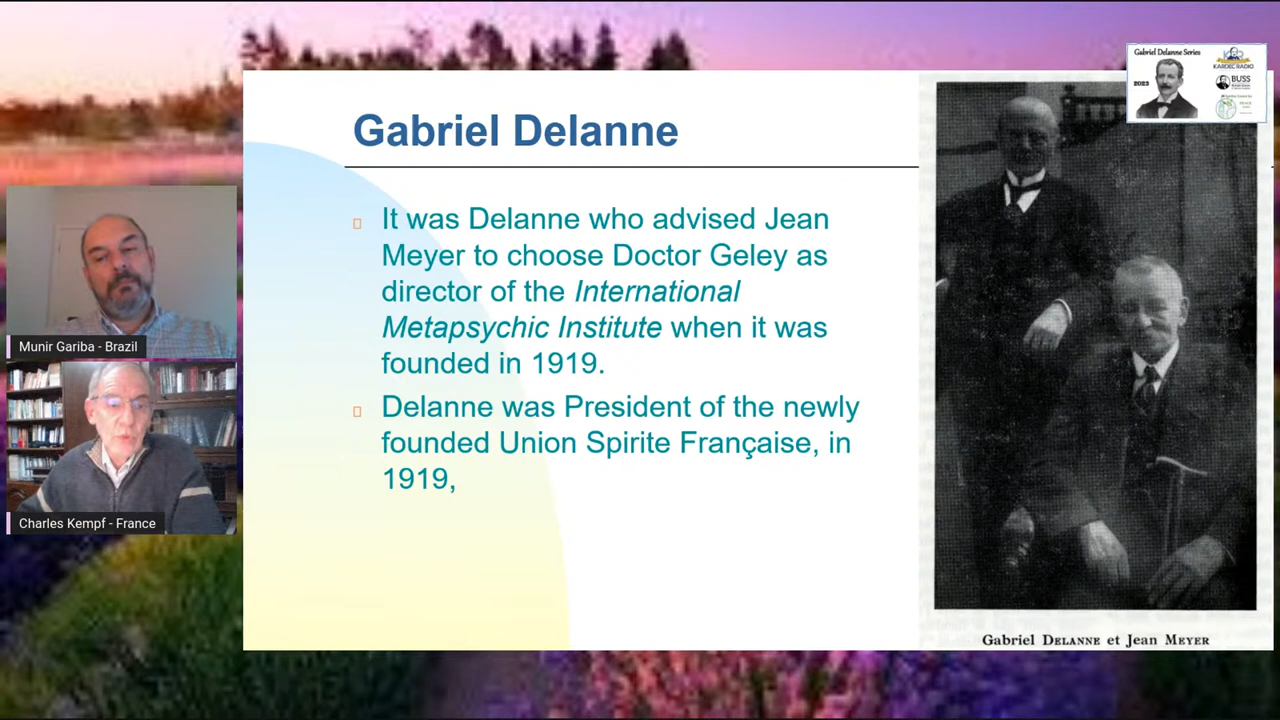 Gabriel Delanne Series
2023
KARDEC RADIO
BUSS
Gabriel Delanne
It was Delanne who advised Jean
Meyer to choose Doctor Geley as
director of the International
Metapsychic Institute when it was
founded in 1919.
Delanne was President of the newly
founded Union Spirite Française, in
1919,
Munir Gariba - Brazil
Charles Kempf - France
Gabriel DELANNE et Jean MEYER